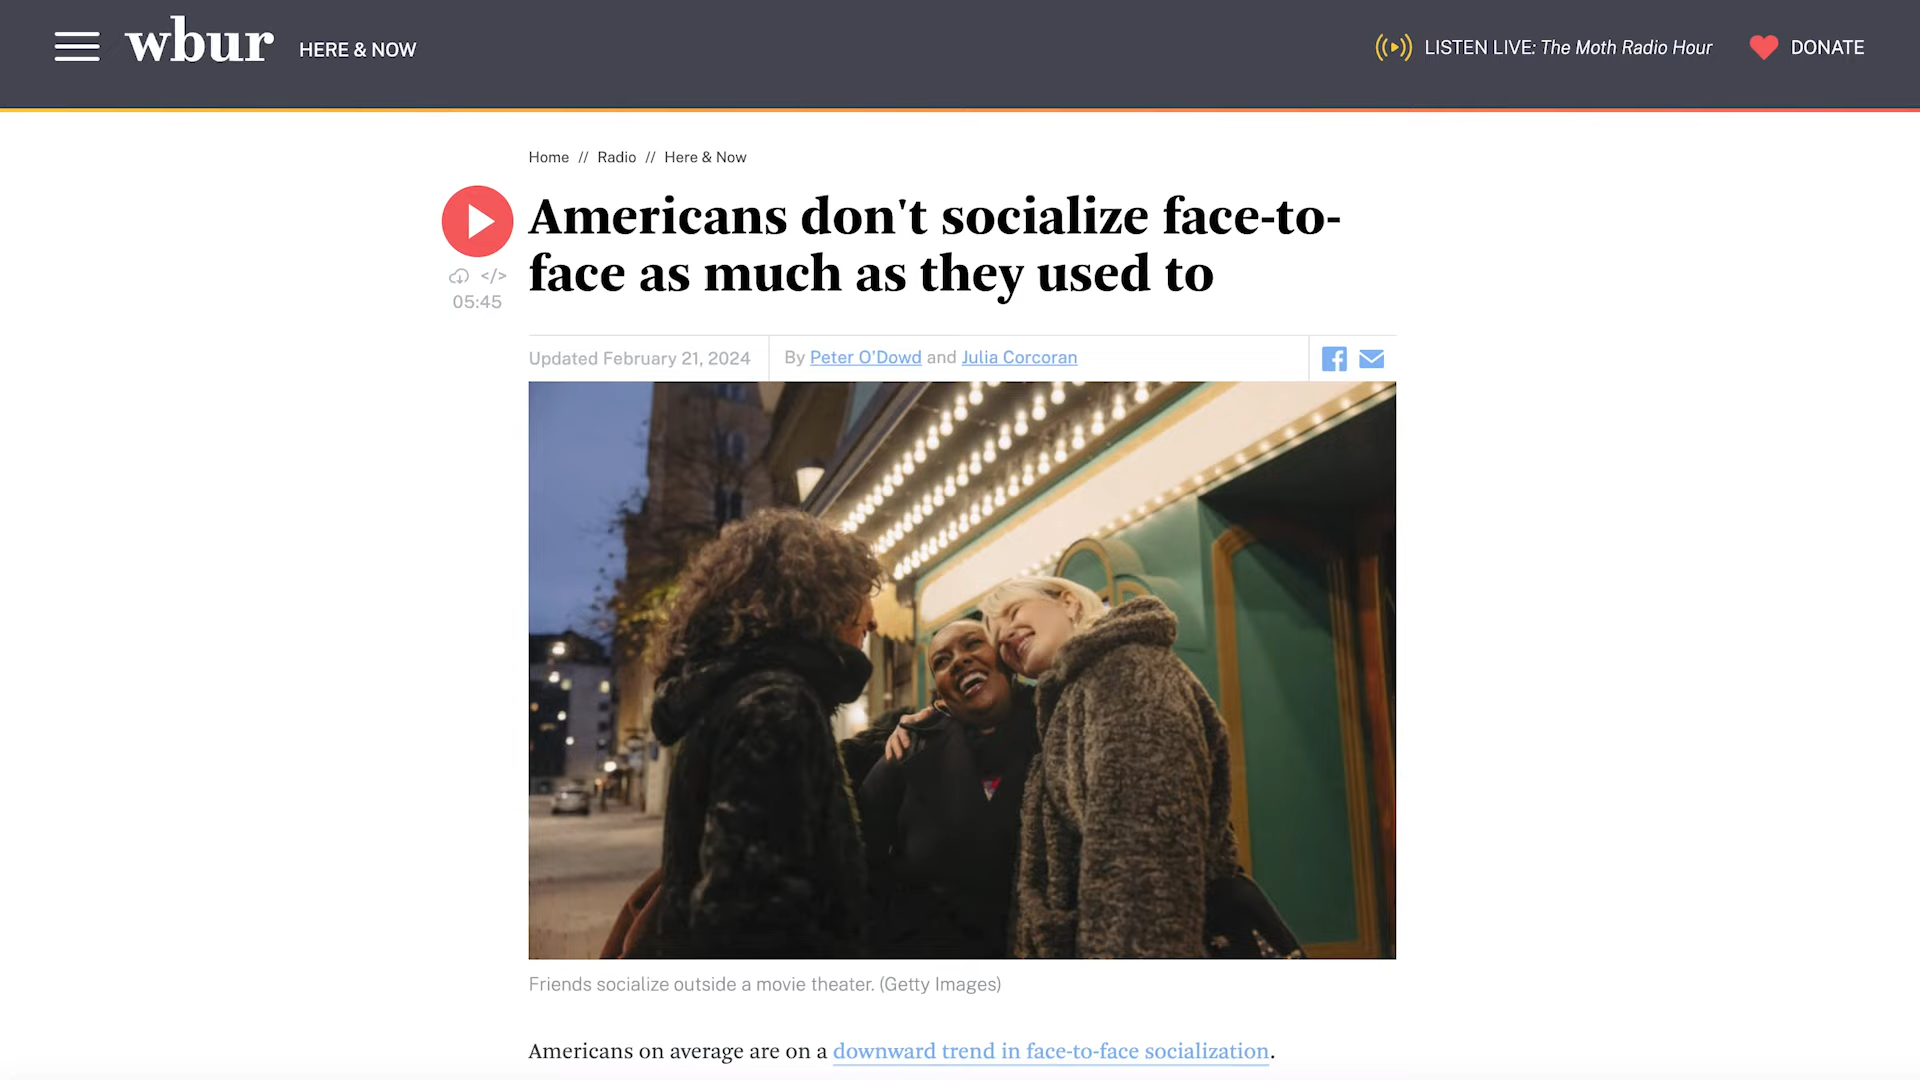 wbur HERE & NOW
LISTEN LIVE: The Moth Radio Hour
DONATE
Home // Radio // Here & Now
Americans don't socialize face-to-
face as much as they used to
</>
05:45
Updated February 21, 2024
By Peter O'Dowd and Julia Corcoran
Friends socialize outside a movie theater. (Getty Images)
Americans on average are on a downward trend in face-to-face socialization.